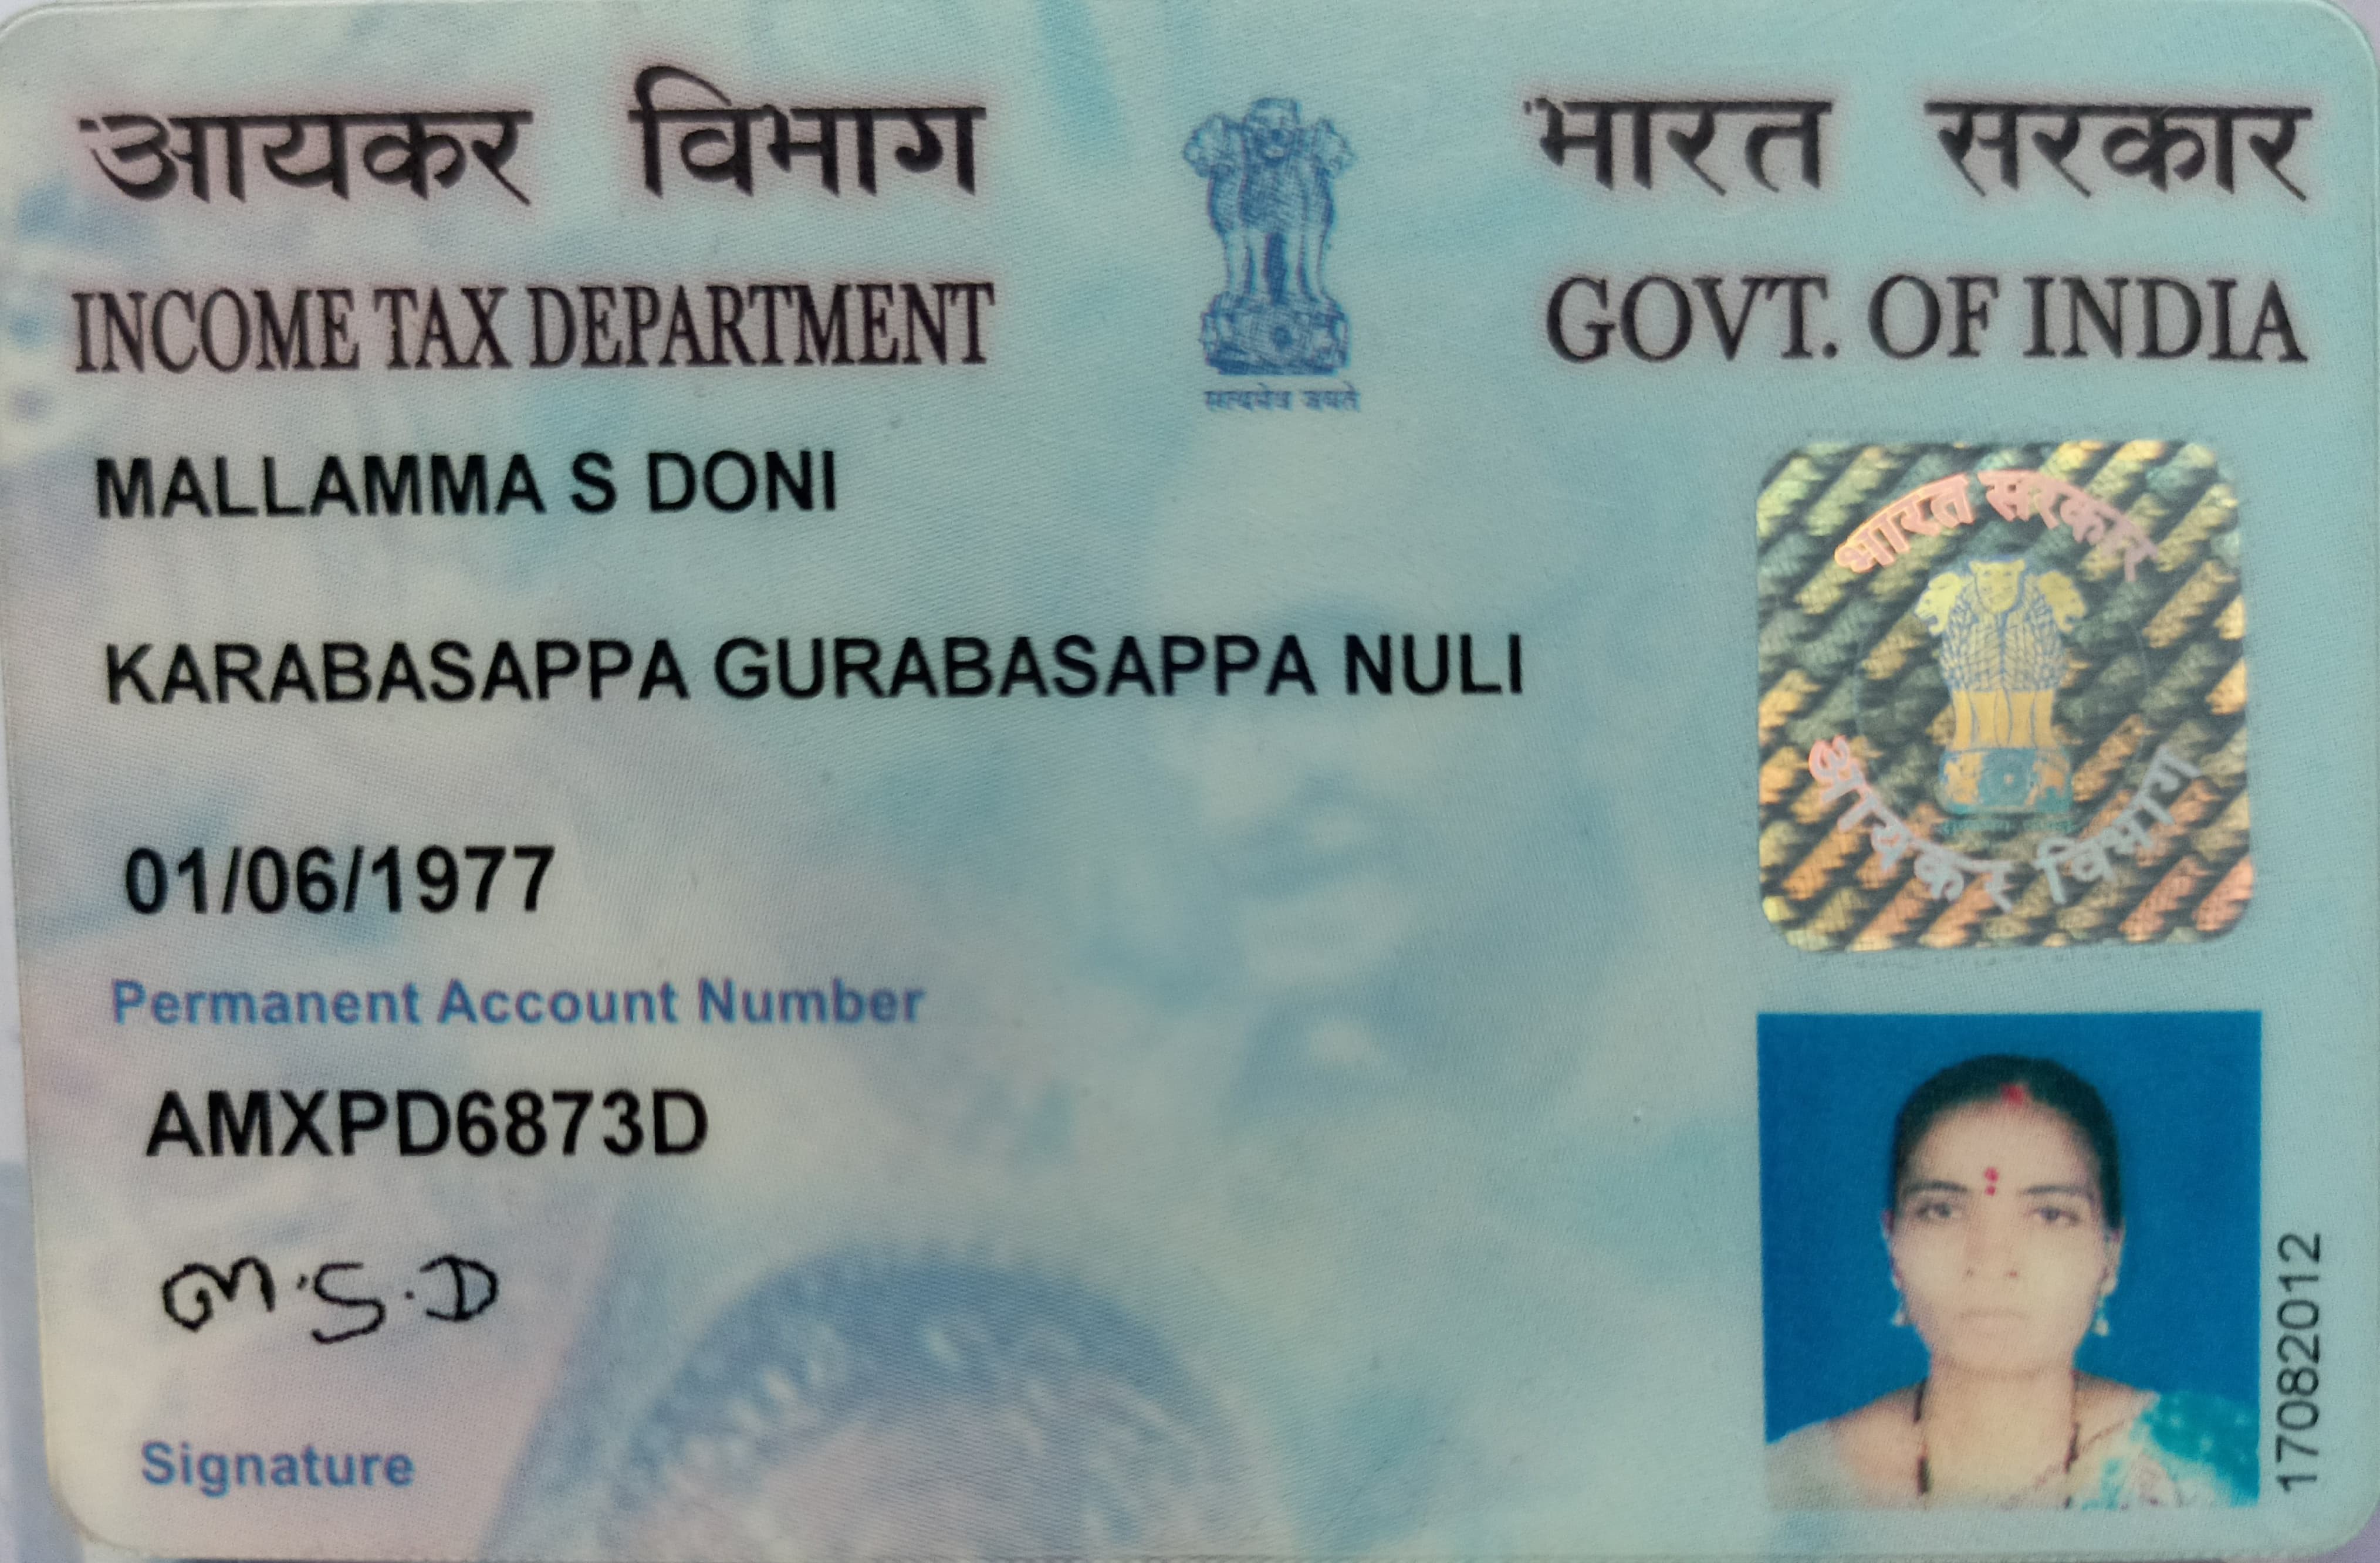 आयकर विभाग
INCOME TAX DEPARTMENT
सत्यमेव जयते
भारत सरकार
GOVT. OF INDIA
MALLAMMA S DONI
KARABASAPPA GURABASAPPA NULI
01/06/1977
Permanent Account Number
AMXPD6873D
M.S.D
Signature
भारत सरकार
आयकर विभाग
17082012